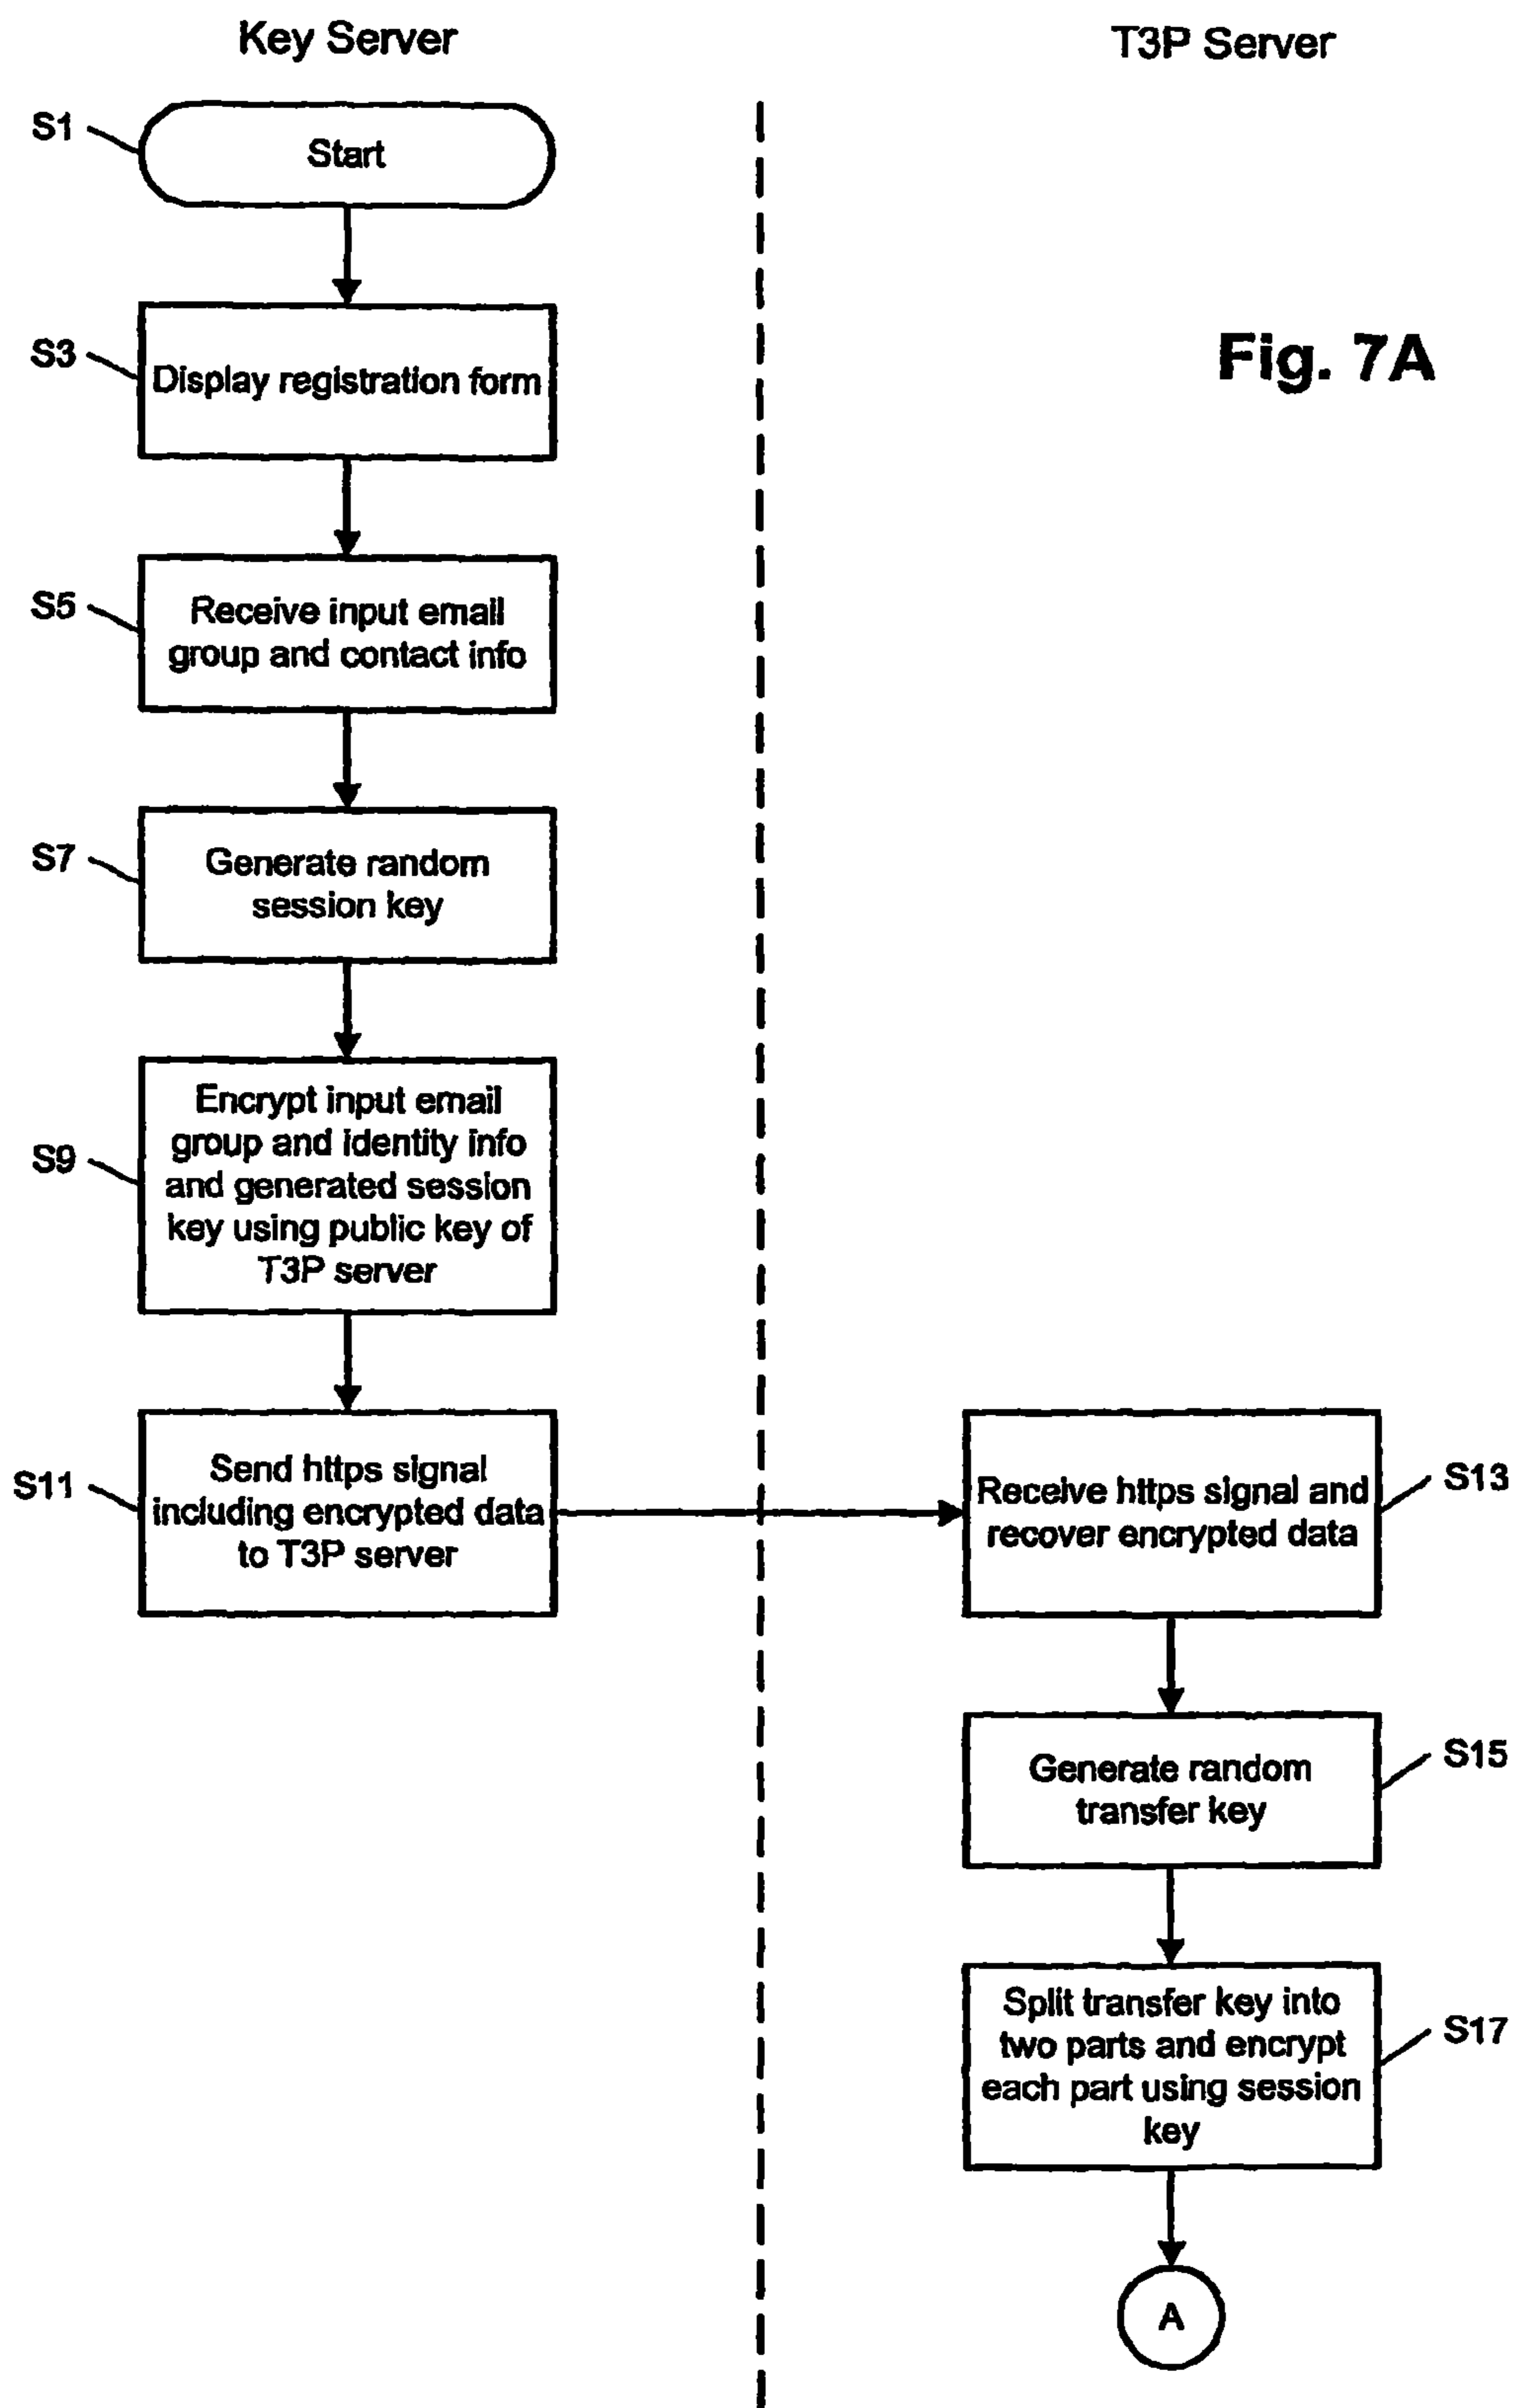 Key Server
T3P Server
S1
Start
Fig. 7A
S3
Display registration form
S5
Receive input email
group and contact info
S7
Generate random
session key
S9
Encrypt input email
group and identity info
and generated session
key using public key of
T3P server
S11
Send https signal
including encrypted data
to T3P server
Receive https signal and
recover encrypted data
S13
Generate random
transfer key
S15
Split transfer key into
two parts and encrypt
each part using session
key
S17
A